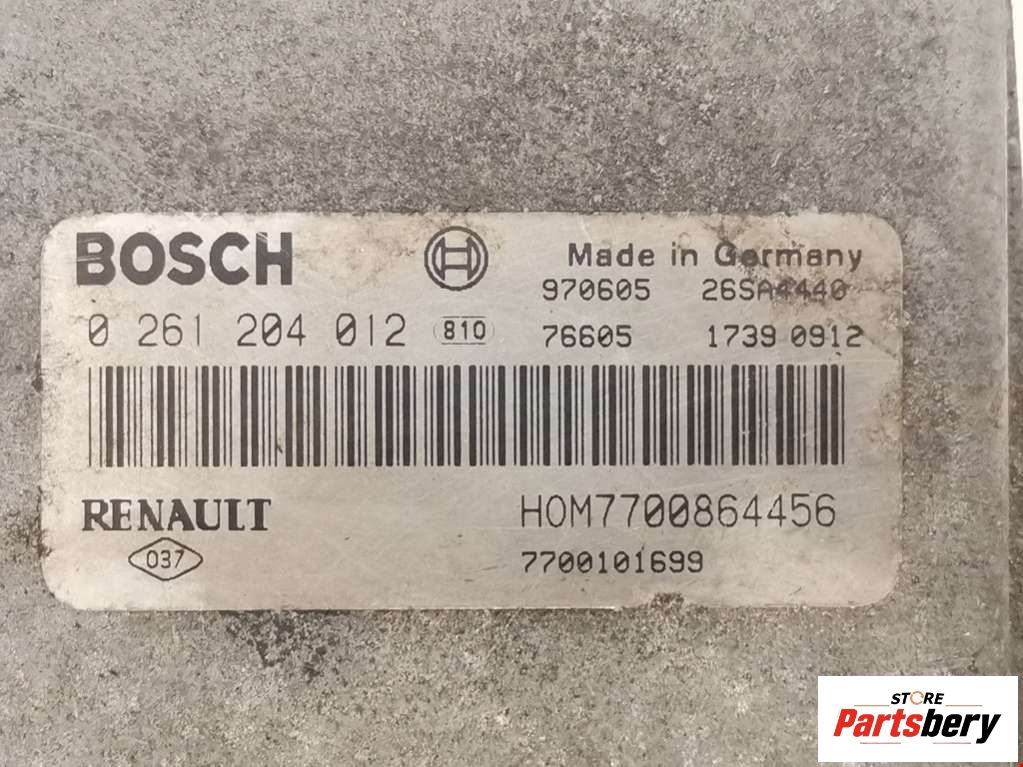 BOSCH
Made in Germany
970605 26SA4440
0 261 204 012 810
76605 1739 0912
RENAULT
037
HOM7700864456
7700101699
STORE
Partsbery